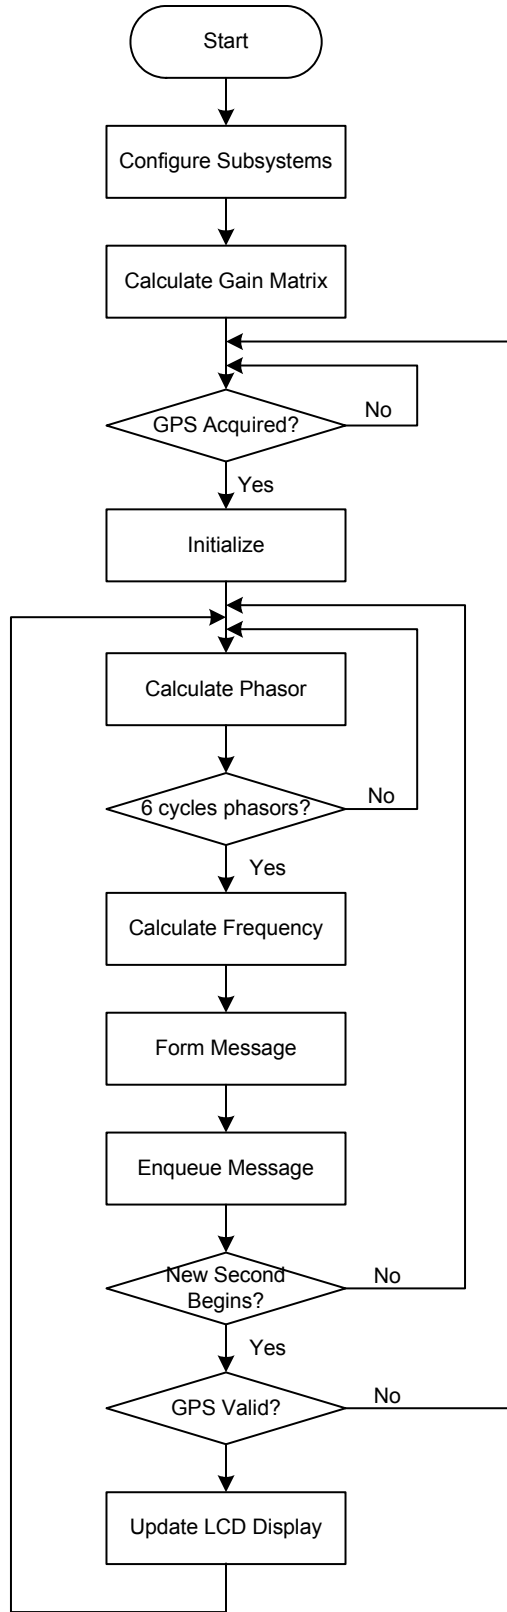 Start
Configure Subsystems
Calculate Gain Matrix
GPS Acquired?
No
Yes
Initialize
Calculate Phasor
6 cycles phasors?
No
Yes
Calculate Frequency
Form Message
Enqueue Message
New Second
Begins?
No
Yes
GPS Valid?
No
Update LCD Display